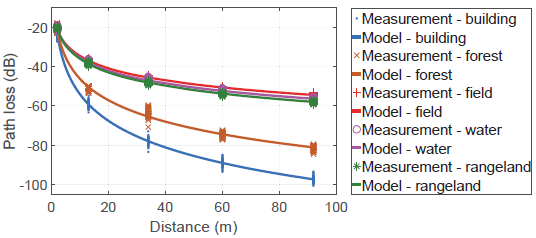 -20
-40
-60
-80
-100
0
20
40
60
80
100
Path loss (dB)
Distance (m)
Measurement - building
Model - building
Measurement - forest
Model - forest
Measurement - field
Model - field
Measurement - water
Model - water
Measurement - rangeland
Model - rangeland